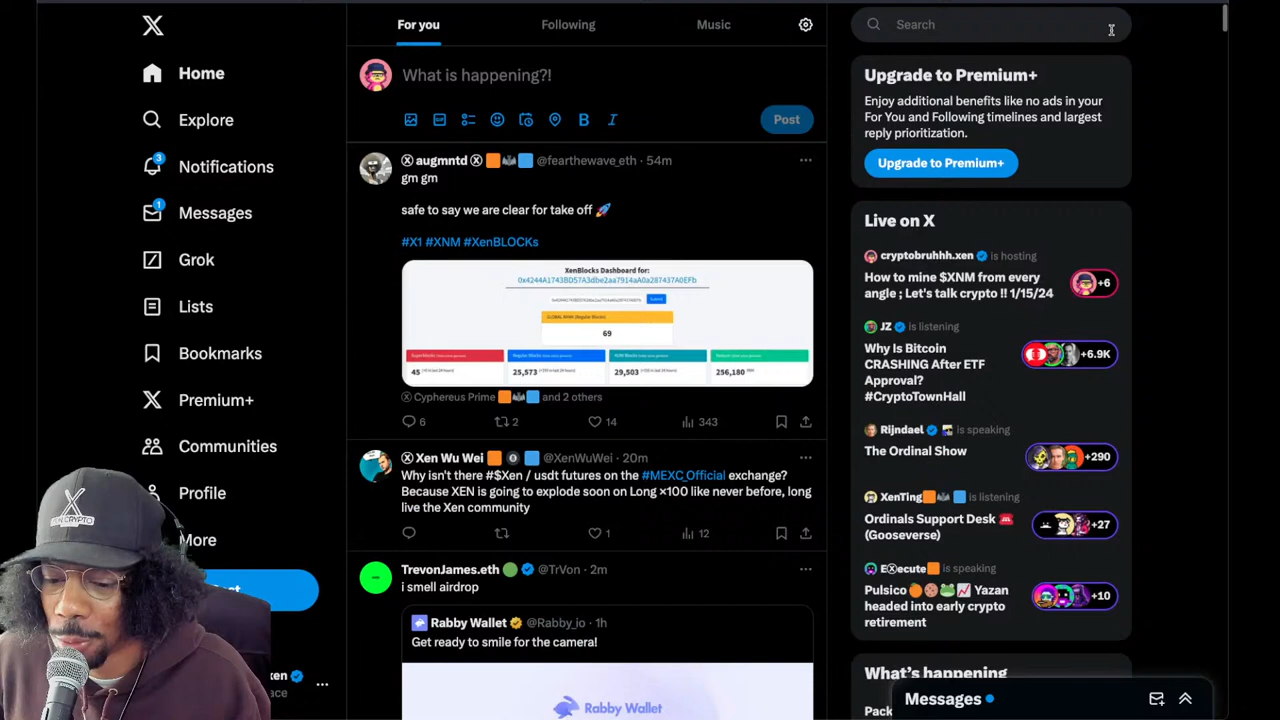 Home
Explore
3
Notifications
1
Messages
Grok
Lists
Bookmarks
Premium+
Communities
Profile
More
For you
Following
Music
What is happening?!
B
I
Post
augmntd
@fearthewave_eth · 54m
gm gm
safe to say we are clear for take off
#X1 #XNM #XenBLOCKs
XenBlocks Dashboard for:
0x4244A1743BD57A3dbe2aa7914aA0a287437A0EFb
69
45
25,573
29,503
256,180
Cyphereus Prime
and 2 others
6
2
14
343
Xen Wu Wei
@XenWuWei · 20m
Why isn't there #$Xen / usdt futures on the #MEXC_Official exchange?
Because XEN is going to explode soon on Long ×100 like never before, long
live the Xen community
1
12
TrevonJames.eth
@TrVon · 2m
i smell airdrop
Rabby Wallet
@Rabby_io · 1h
Get ready to smile for the camera!
Rabby Wallet
Search
Upgrade to Premium+
Enjoy additional benefits like no ads in your
For You and Following timelines and largest
reply prioritization.
Upgrade to Premium+
Live on X
cryptobruhhh.xen
is hosting
How to mine $XNM from every
angle ; Let's talk crypto !! 1/15/24
+6
JZ
is listening
Why Is Bitcoin
CRASHING After ETF
Approval?
#CryptoTownHall
+6.9K
Rijndael
is speaking
The Ordinal Show
+290
XenTing
is listening
Ordinals Support Desk
(Gooseverse)
+27
is speaking
Pulsico
Yazan
headed into early crypto
retirement
+10
What's happening
Messages